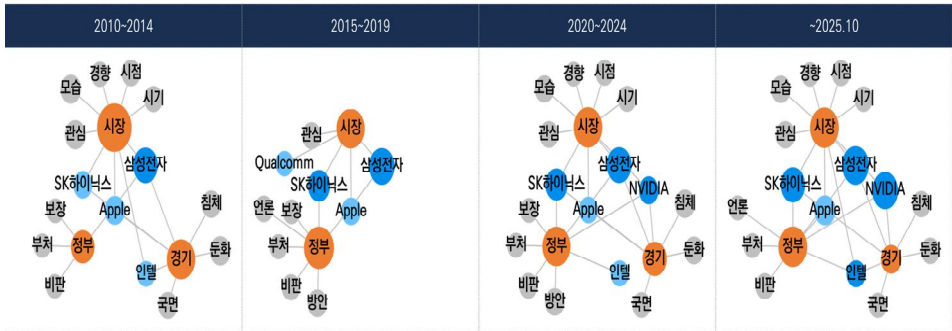 2010~2014
2015~2019
2020~2024
~2025.10
경향
시점
모습
시기
시장
관심
삼성전자
SK하이닉스
보장
Apple
침체
부처
정부
경기
둔화
인텔
비판
국면
시장
관심
Qualcomm
삼성전자
SK하이닉스
언론
보장
Apple
부처
정부
비판
방안
경향
시점
모습
시기
시장
관심
삼성전자
SK하이닉스
NVIDIA
보장
Apple
침체
부처
정부
경기
둔화
인텔
비판
방안
국면
경향
시점
모습
시기
시장
관심
삼성전자
SK하이닉스
NVIDIA
언론
Apple
침체
부처
정부
경기
둔화
인텔
비판
국면